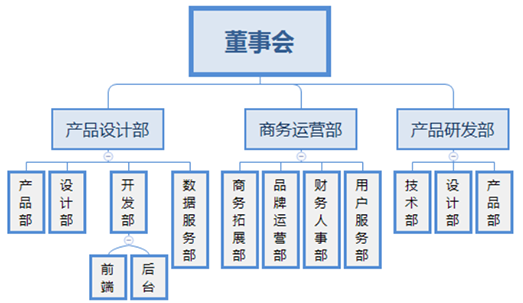 董事会
产品设计部
商务运营部
产品研发部
产品部
设计部
开发部
数据服务部
商务拓展部
品牌运营部
财务人事部
用户服务部
技术部
设计部
产品部
前端
后台